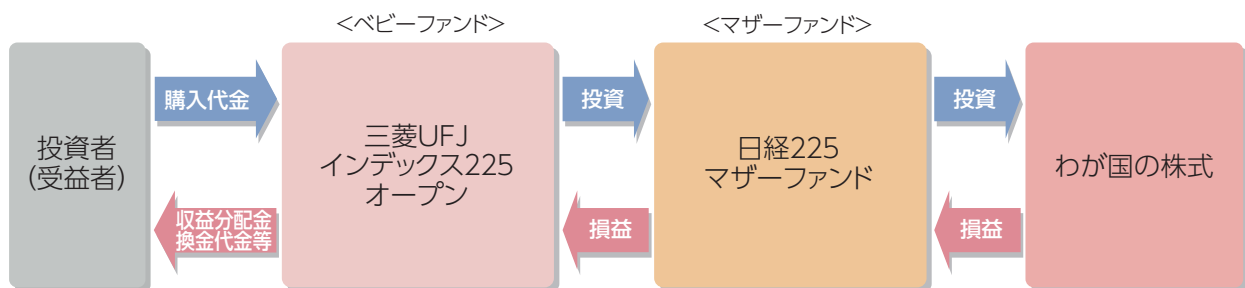 <ベビーファンド>
<マザーファンド>
投資者
(受益者)
購入代金
収益分配金
換金代金等
三菱UFJ
インデックス225
オープン
投資
損益
日経225
マザーファンド
投資
損益
わが国の株式